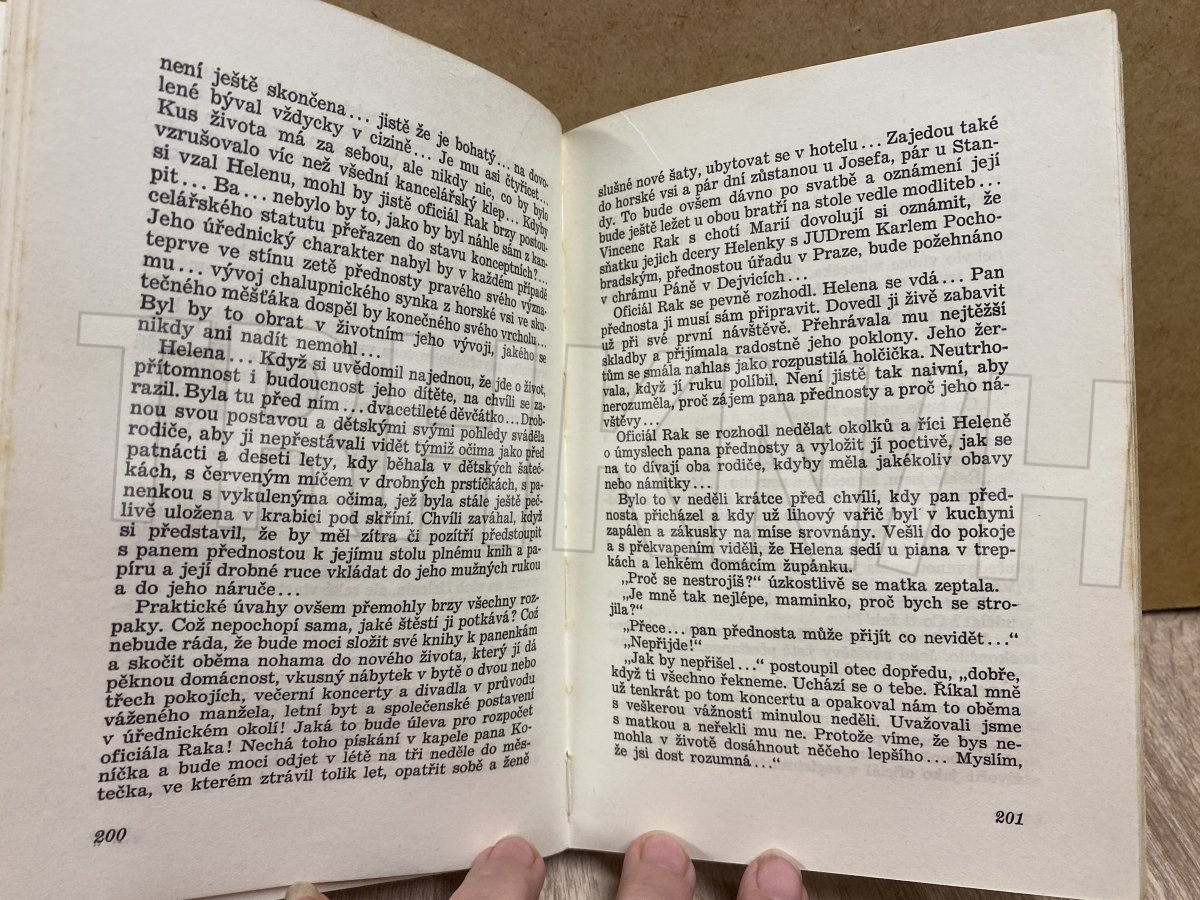 není ještě skončena... jistě že je bohatý... na dovo-
lené býval vždycky v cizině... Je mu asi čtyřicet...
Kus života má za sebou, ale nikdy nic, co by bylo
vzrušovalo víc než všední kancelářský klep... Kdyby
si vzal Helenu, mohl by jistě oficiál Rak brzy postou-
pit... Ba... nebylo by to, jako by byl náhle sám z kan-
celářského statutu přeřazen do stavu konceptních?...
Jeho úřednický charakter nabyl by v každém případě
teprve ve stínu zetě přednosty pravého svého význa-
mu... vývoj chalupnického synka z horské vsi ve sku-
tečného měšťáka dospěl by konečného svého vrcholu...
Byl by to obrat v životním jeho vývoji, jakého se
nikdy ani nadít nemohl...
Helena... Když si uvědomil najednou, že jde o život,
přítomnost i budoucnost jeho dítěte, na chvíli se za-
razil. Byla tu před ním... dvacetileté děvčátko... Drob-
nou svou postavou a dětskými svými pohledy sváděla
rodiče, aby ji nepřestávali vidět týmiž očima jako před
patnácti a deseti lety, kdy běhala v dětských šateč-
kách, s červeným míčem v drobných prstíčkách, s pa-
nenkou s vykulenýma očima, jež byla stále ještě peč-
livě uložena v krabici pod skříní. Chvíli zaváhal, když
si představil, že by měl zítra či pozítří předstoupit
s panem přednostou k jejímu stolu plnému knih a pa-
píru a její drobné ruce vkládat do jeho mužných rukou
a do jeho náruče...
Praktické úvahy ovšem přemohly brzy všechny roz-
paky. Což nepochopí sama, jaké štěstí ji potkává? Což
nebude ráda, že bude moci složit své knihy k panenkám
a skočit oběma nohama do nového života, který jí dá
pěknou domácnost, vkusný nábytek v bytě o dvou nebo
třech pokojích, večerní koncerty a divadla v průvodu
váženého manžela, letní byt a společenské postavení
v úřednickém okolí! Jaká to bude úleva pro rozpočet
oficiála Raka! Nechá toho pískání v kapele pana Ko-
níčka a bude moci odjet v létě na tři neděle do měs-
tečka, ve kterém ztrávil tolik let, opatřit sobě a ženě
200
slušné nové šaty, ubytovat se v hotelu... Zajedou také
do horské vsi a pár dní zůstanou u Josefa, pár u Stan-
dy. To bude ovšem dávno po svatbě a oznámení její
bude ještě ležet u obou bratří na stole vedle modliteb...
Vincenc Rak s chotí Marií dovolují si oznámit, že
sňatku jejich dcery Helenky s JUDrem Karlem Pocho-
bradským, přednostou úřadu v Praze, bude požehnáno
v chrámu Páně v Dejvicích...
Oficiál Rak se pevně rozhodl. Helena se vdá... Pan
přednosta ji musí sám připravit. Dovedl ji živě zabavit
už při své první návštěvě. Přehrávala mu nejtěžší
skladby a přijímala radostně jeho poklony. Jeho žer-
tům se smála nahlas jako rozpustilá holčička. Neutrho-
vala, když jí ruku políbil. Není jistě tak naivní, aby
nerozuměla, proč zájem pana přednosty a proč jeho ná-
vštěvy...
Oficiál Rak se rozhodl nedělat okolků a říci Heleně
o úmyslech pana přednosty a vyložit jí poctivě, jak se
na to dívají oba rodiče, kdyby měla jakékoliv obavy
nebo námitky...
Bylo to v neděli krátce před chvílí, kdy pan před-
nosta přicházel a kdy už lihový vařič byl v kuchyni
zapálen a zákusky na míse srovnány. Vešli do pokoje
a s překvapením viděli, že Helena sedí u piana v trep-
kách a lehkém domácím župánku.
„Proč se nestrojíš?“ úzkostlivě se matka zeptala.
„Je mně tak nejlépe, maminko, proč bych se stro-
jila?“
„Přece... pan přednosta může přijít co nevidět...“
„Nepřijde!“
„Jak by nepřišel...“ postoupil otec dopředu, „dobře,
když ti všechno řekneme. Uchází se o tebe. Říkal mně
už tenkrát po tom koncertu a opakoval nám to oběma
s veškerou vážností minulou neděli. Uvažovali jsme
s matkou a neřekli mu ne. Protože víme, že bys ne-
mohla v životě dosáhnout něčeho lepšího... Myslím,
že jsi dost rozumná...“
201